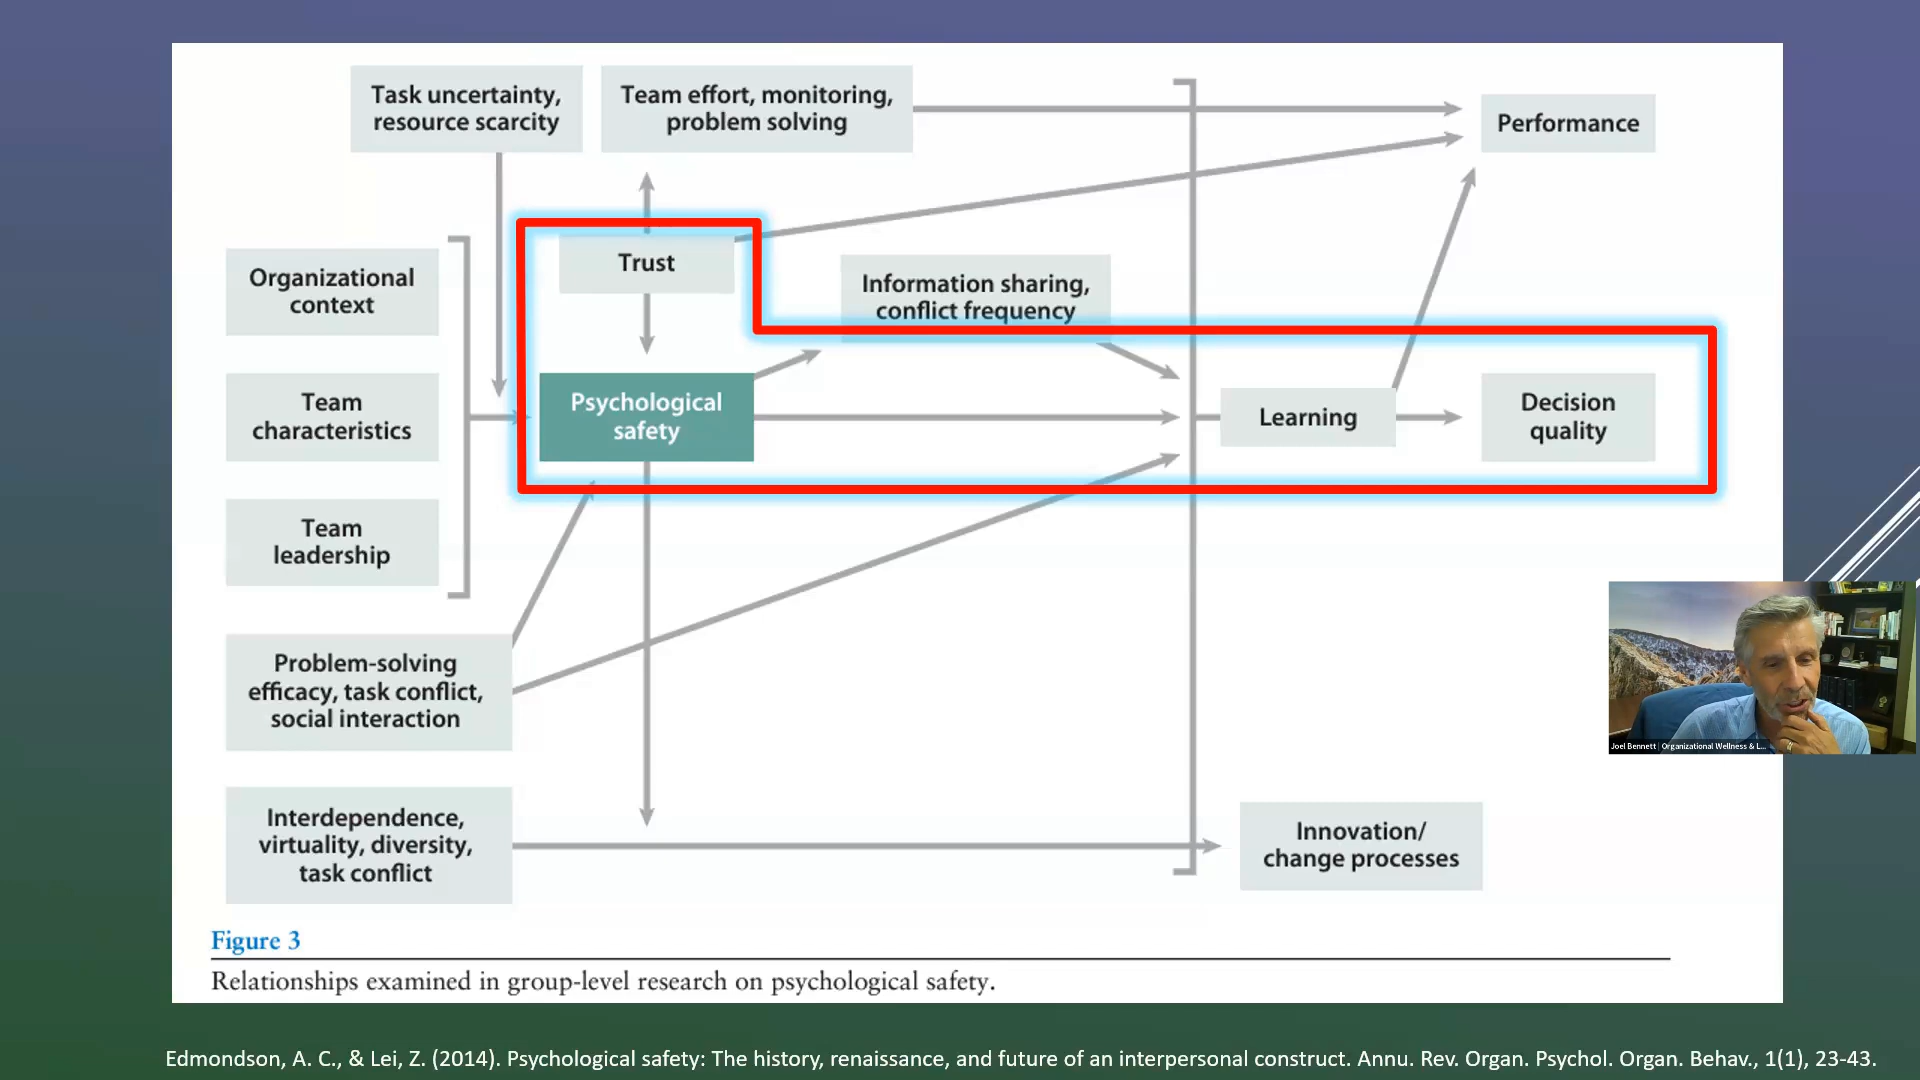 Task uncertainty,
resource scarcity
Team effort, monitoring,
problem solving
Performance
Trust
Organizational
context
Information sharing,
conflict frequency
Team
characteristics
Psychological
safety
Learning
Decision
quality
Team
leadership
Problem-solving
efficacy, task conflict,
social interaction
Joel Bennett | Organizational Wellness & L...
Interdependence,
virtuality, diversity,
task conflict
Innovation/
change processes
Figure 3
Relationships examined in group-level research on psychological safety.
Edmondson, A. C., & Lei, Z. (2014). Psychological safety: The history, renaissance, and future of an interpersonal construct. Annu. Rev. Organ. Psychol. Organ. Behav., 1(1), 23-43.